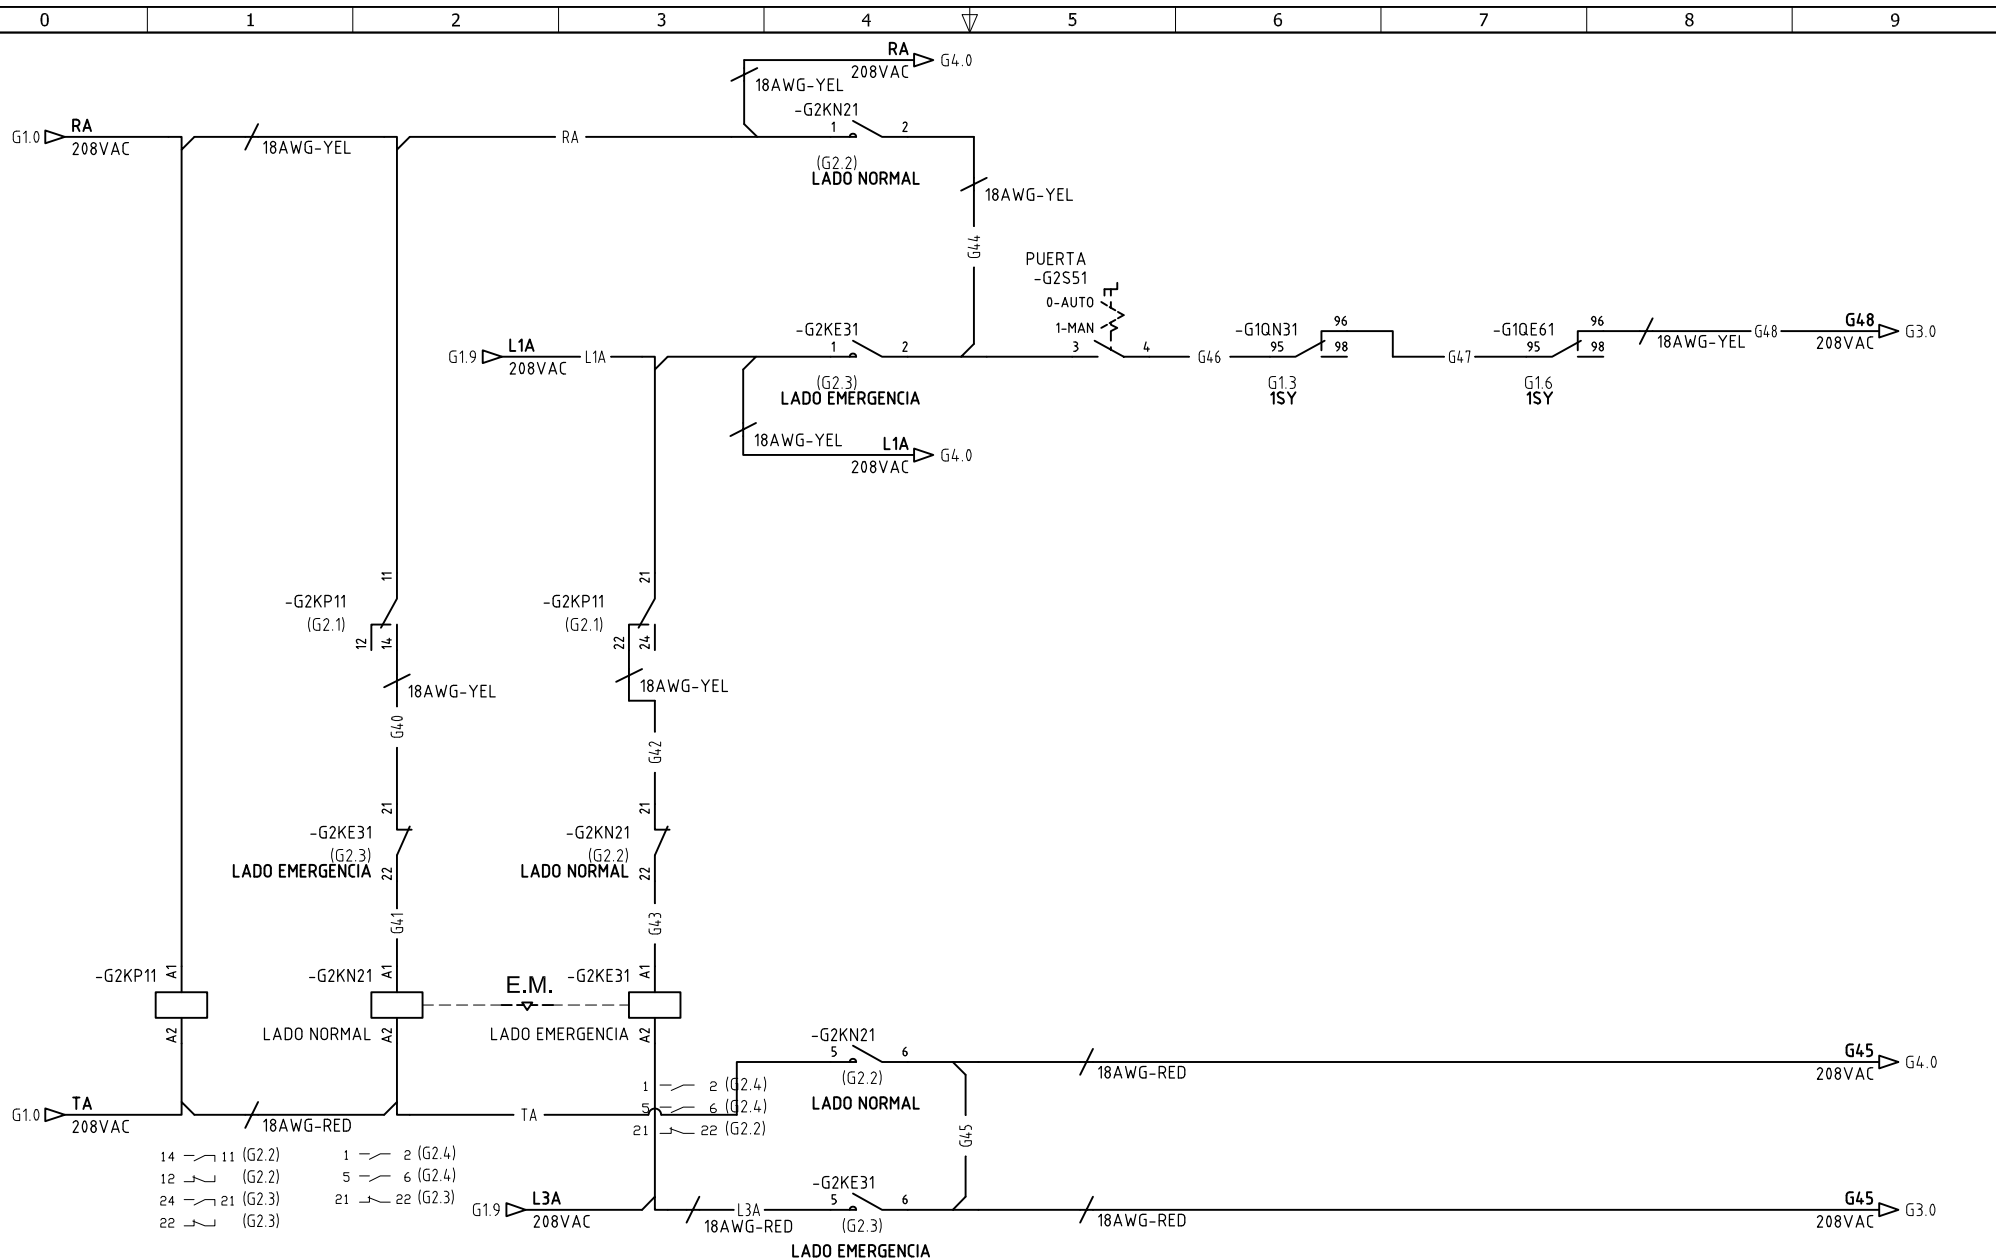 0 1 2 3 4 5 6 7 8 9
RA
208VAC
G4.0
18AWG-YEL
-G2KN21
G1.0
RA
208VAC
18AWG-YEL
RA
1 2
(G2.2)
LADO NORMAL
18AWG-YEL
G44
PUERTA
-G2S51
0-AUTO
1-MAN
3 4
G1.9
L1A
208VAC
L1A
-G2KE31
1 2
(G2.3)
LADO EMERGENCIA
G46
-G1QN31
95 96 98
G1.3
1SY
G47
-G1QE61
95 96 98
G1.6
1SY
18AWG-YEL
G48
G48
208VAC
G3.0
18AWG-YEL
L1A
208VAC
G4.0
11
-G2KP11
(G2.1)
12 14
18AWG-YEL
G40
21
-G2KP11
(G2.1)
22 24
18AWG-YEL
G42
21
-G2KE31
(G2.3)
LADO EMERGENCIA
22
G41
21
-G2KN21
(G2.2)
LADO NORMAL
22
G43
-G2KP11
A1
A2
-G2KN21
A1
LADO NORMAL
A2
E.M.
-G2KE31
A1
LADO EMERGENCIA
A2
-G2KN21
5 6
(G2.2)
LADO NORMAL
18AWG-RED
G45
208VAC
G4.0
1 2 (G2.4)
5 6 (G2.4)
21 22 (G2.2)
G1.0
TA
208VAC
18AWG-RED
TA
G45
14 11 (G2.2)
12 (G2.2)
24 21 (G2.3)
22 (G2.3)
1 2 (G2.4)
5 6 (G2.4)
21 22 (G2.3)
G1.9
L3A
208VAC
L3A
18AWG-RED
-G2KE31
5 6
(G2.3)
LADO EMERGENCIA
18AWG-RED
G45
208VAC
G3.0